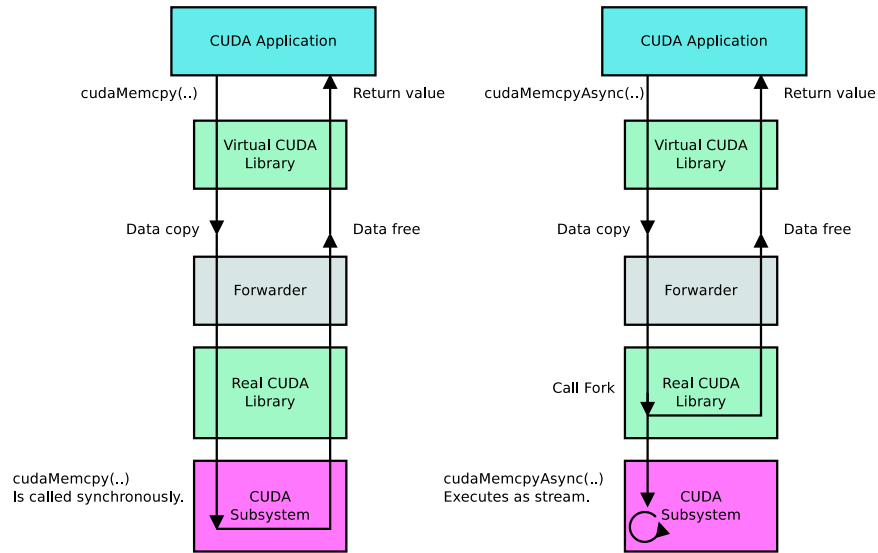 CUDA Application
cudaMemcpy(..)
Return value
Virtual CUDA
Library
Data copy
Data free
Forwarder
Real CUDA
Library
cudaMemcpy(..)
Is called synchronously.
CUDA
Subsystem
CUDA Application
cudaMemcpyAsync(..)
Return value
Virtual CUDA
Library
Data copy
Data free
Forwarder
Call Fork
Real CUDA
Library
cudaMemcpyAsync(..)
Executes as stream.
CUDA
Subsystem